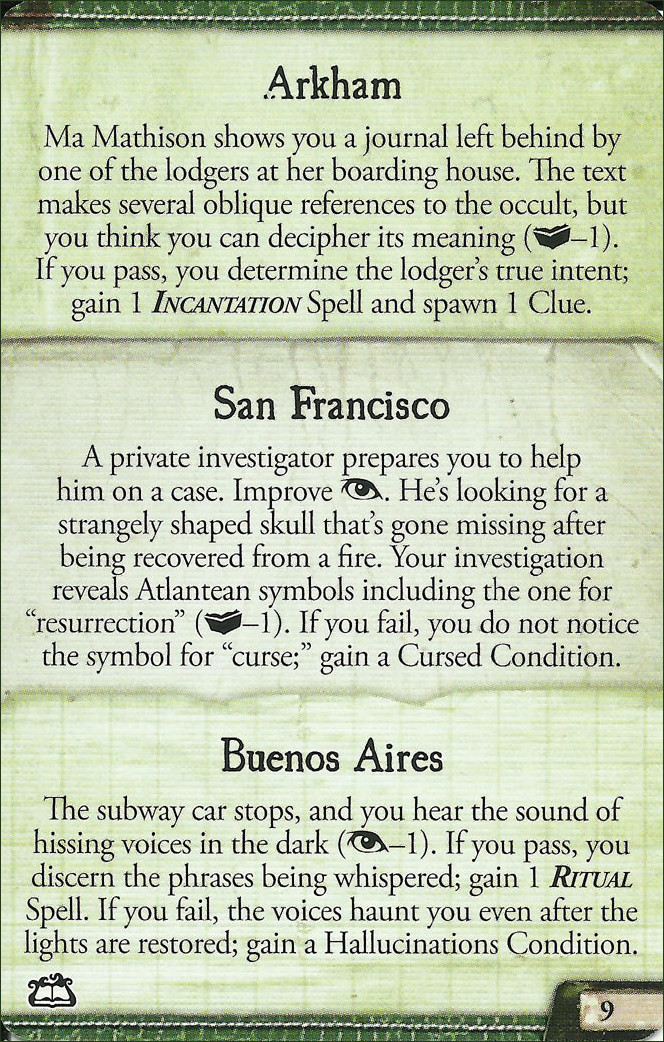 Arkham
Ma Mathison shows you a journal left behind by
one of the lodgers at her boarding house. The text
makes several oblique references to the occult, but
you think you can decipher its meaning (–1).
If you pass, you determine the lodger’s true intent;
gain 1 INCANTATION Spell and spawn 1 Clue.
San Francisco
A private investigator prepares you to help
him on a case. Improve . He’s looking for a
strangely shaped skull that’s gone missing after
being recovered from a fire. Your investigation
reveals Atlantean symbols including the one for
“resurrection” (–1). If you fail, you do not notice
the symbol for “curse;” gain a Cursed Condition.
Buenos Aires
The subway car stops, and you hear the sound of
hissing voices in the dark (–1). If you pass, you
discern the phrases being whispered; gain 1 RITUAL
Spell. If you fail, the voices haunt you even after the
lights are restored; gain a Hallucinations Condition.
9